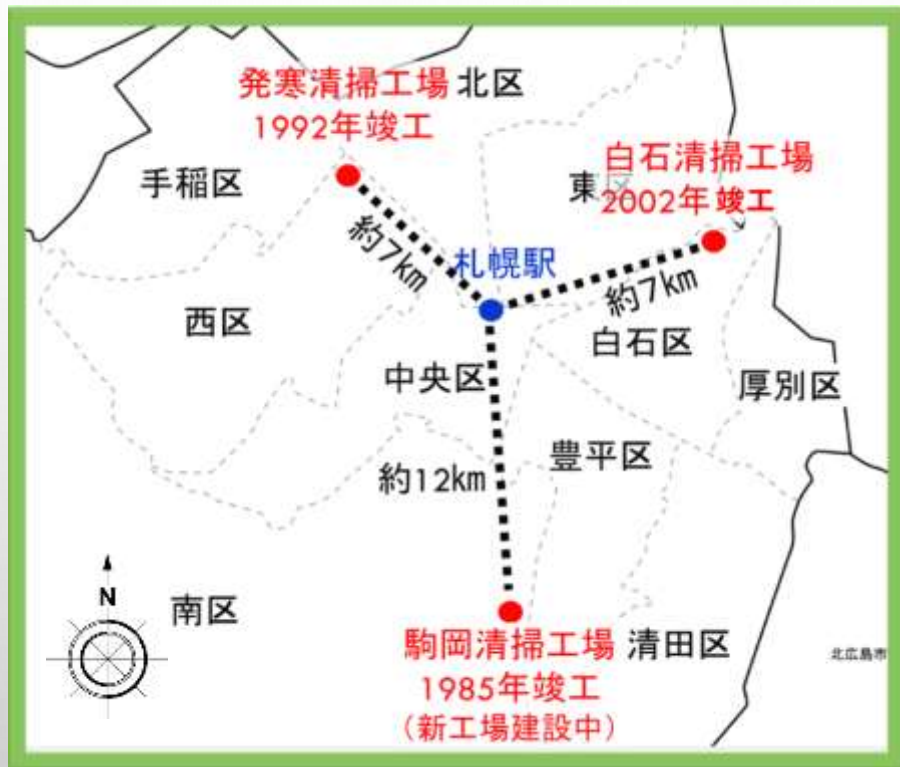 発寒清掃工場
1992年竣工
北区
手稲区
東区
白石清掃工場
2002年竣工
約7km
札幌駅
約7km
西区
白石区
中央区
厚別区
豊平区
約12km
N
南区
駒岡清掃工場
1985年竣工
(新工場建設中)
清田区
北広島市